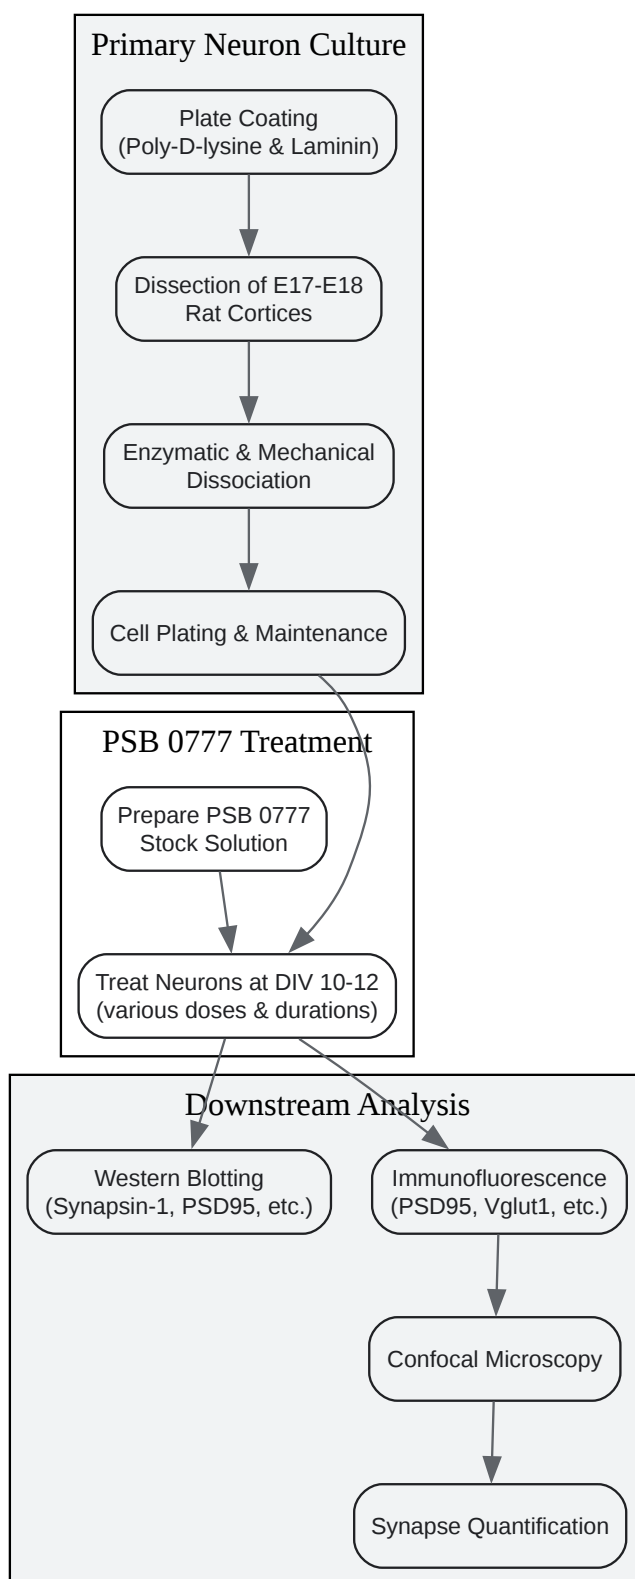 Primary Neuron Culture
Plate Coating
(Poly-D-lysine & Laminin)
Dissection of E17-E18
Rat Cortices
Enzymatic & Mechanical
Dissociation
Cell Plating & Maintenance
PSB 0777 Treatment
Prepare PSB 0777
Stock Solution
Treat Neurons at DIV 10-12
(various doses & durations)
Downstream Analysis
Western Blotting
(Synapsin-1, PSD95, etc.)
Immunofluorescence
(PSD95, Vglut1, etc.)
Confocal Microscopy
Synapse Quantification